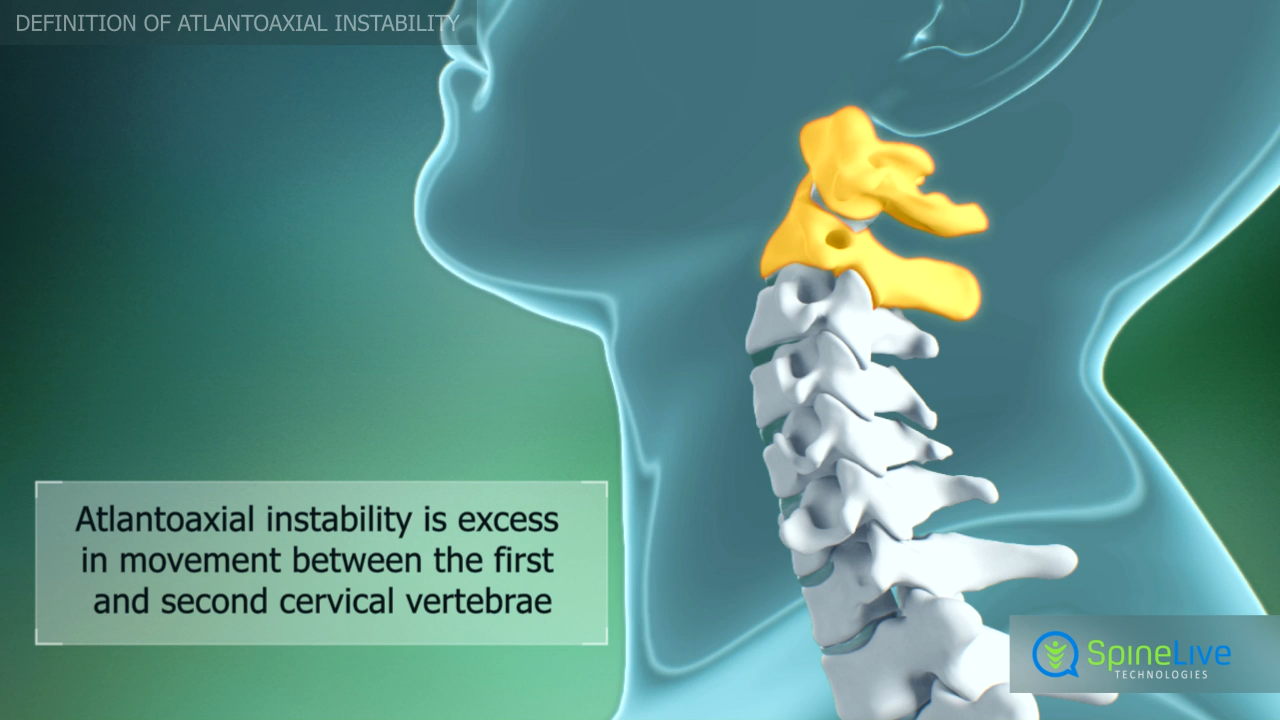 DEFINITION OF ATLANTOAXIAL INSTABILITY
Atlantoaxial instability is excess
in movement between the first
and second cervical vertebrae
SpineLive
TECHNOLOGIES